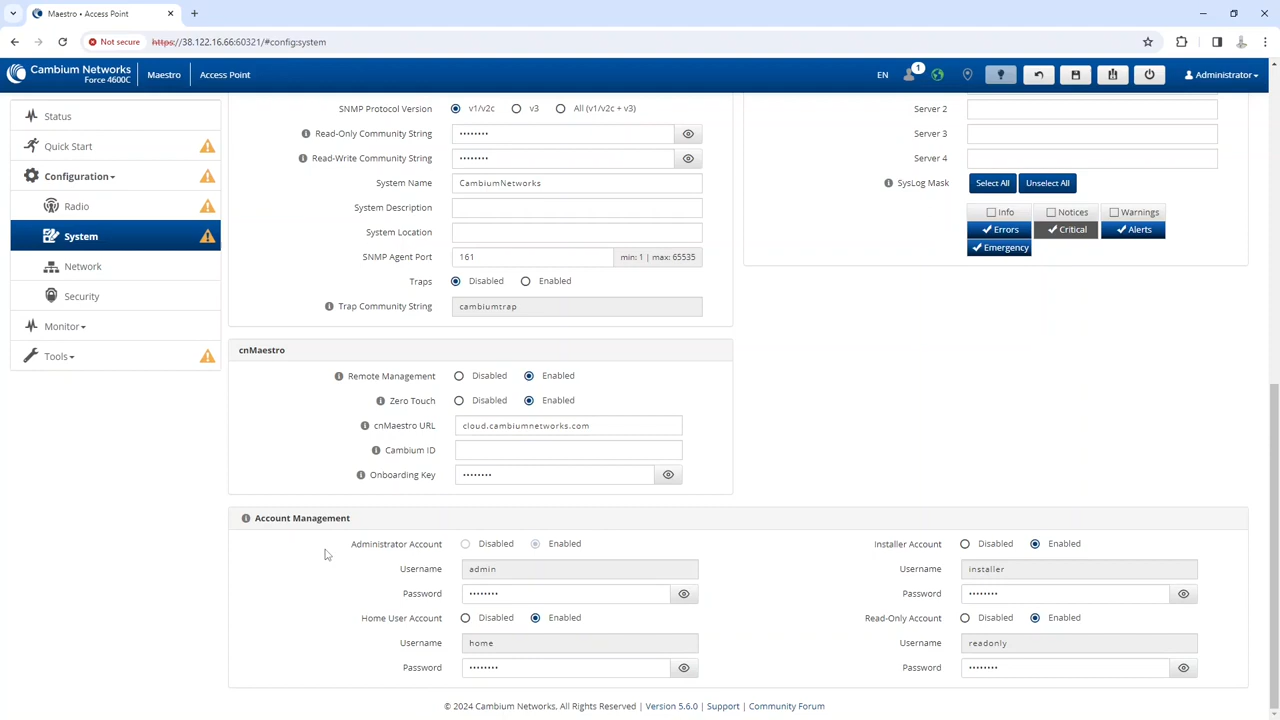 Maestro • Access Point
Not secure
https://38.122.16.66:60321/#config:system
Cambium Networks
Force 4600C
Maestro
Access Point
EN
1
Administrator
Status
Quick Start
Configuration
Radio
System
Network
Security
Monitor
Tools
SNMP Protocol Version
v1/v2c
v3
All (v1/v2c + v3)
Read-Only Community String
••••••••
Read-Write Community String
••••••••
System Name
CambiumNetworks
System Description
System Location
SNMP Agent Port
161
min: 1 | max: 65535
Traps
Disabled
Enabled
Trap Community String
cambiumtrap
Server 2
Server 3
Server 4
SysLog Mask
Select All
Unselect All
Info
Notices
Warnings
Errors
Critical
Alerts
Emergency
cnMaestro
Remote Management
Disabled
Enabled
Zero Touch
Disabled
Enabled
cnMaestro URL
cloud.cambiumnetworks.com
Cambium ID
Onboarding Key
••••••••
Account Management
Administrator Account
Disabled
Enabled
Username
admin
Password
••••••••
Home User Account
Disabled
Enabled
Username
home
Password
••••••••
Installer Account
Disabled
Enabled
Username
installer
Password
••••••••
Read-Only Account
Disabled
Enabled
Username
readonly
Password
••••••••
© 2024 Cambium Networks. All Rights Reserved | Version 5.6.0 | Support | Community Forum